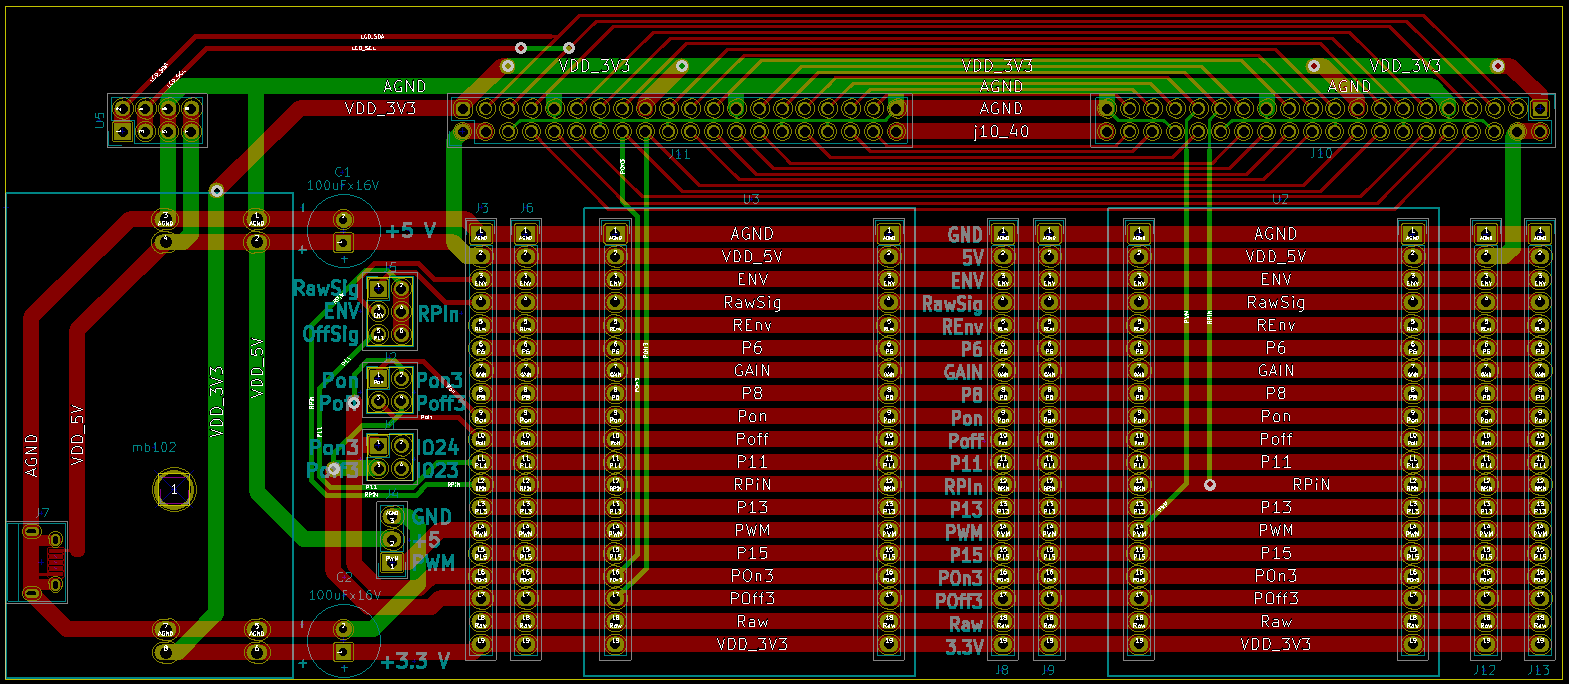 LCD_SDA
LCD_SCL
VDD_3V3 VDD_3V3 VDD_3V3
AGND AGND AGND
VDD_3V3 AGND
j10_40
U5 J11 J10
C1
100uFx16V
+5 V
J3 J6 U3 U2
GND AGND AGND
5V VDD_5V VDD_5V
ENV ENV ENV
RawSig RawSig RawSig
REnv REnv REnv
P6 P6 P6
GAIN GAIN GAIN
P8 P8 P8
Pon Pon Pon
Poff Poff Poff
P11 P11 P11
RPIn RPiN RPiN
P13 P13 P13
PWM PWM PWM
P15 P15 P15
POn3 POn3 POn3
POff3 POff3 POff3
Raw Raw Raw
3.3V VDD_3V3 VDD_3V3
J8 J9 J12 J13
RawSig
ENV RPIn
OffSig
Pon Pon3
Poff Poff3
Pon3 IO24
Poff3 IO23
GND
+5
PWM
C2
100uFx16V
+3.3 V
AGND
VDD_5V
VDD_3V3
VDD_5V
mb102
1
J7